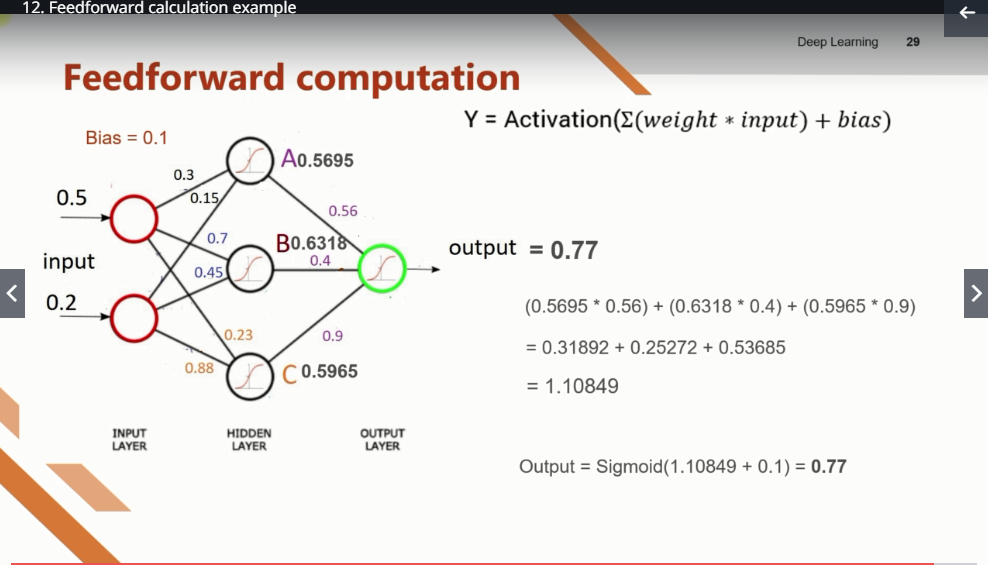 12. Feedforward calculation example
Deep Learning 29
Feedforward computation
Y = Activation(Σ(weight * input) + bias)
Bias = 0.1
0.3
A0.5695
0.5
0.15
0.56
0.7
B0.6318
output = 0.77
input
0.45
0.4
0.2
(0.5695 * 0.56) + (0.6318 * 0.4) + (0.5965 * 0.9)
0.23
0.9
= 0.31892 + 0.25272 + 0.53685
0.88
C 0.5965
= 1.10849
INPUT
LAYER
HIDDEN
LAYER
OUTPUT
LAYER
Output = Sigmoid(1.10849 + 0.1) = 0.77